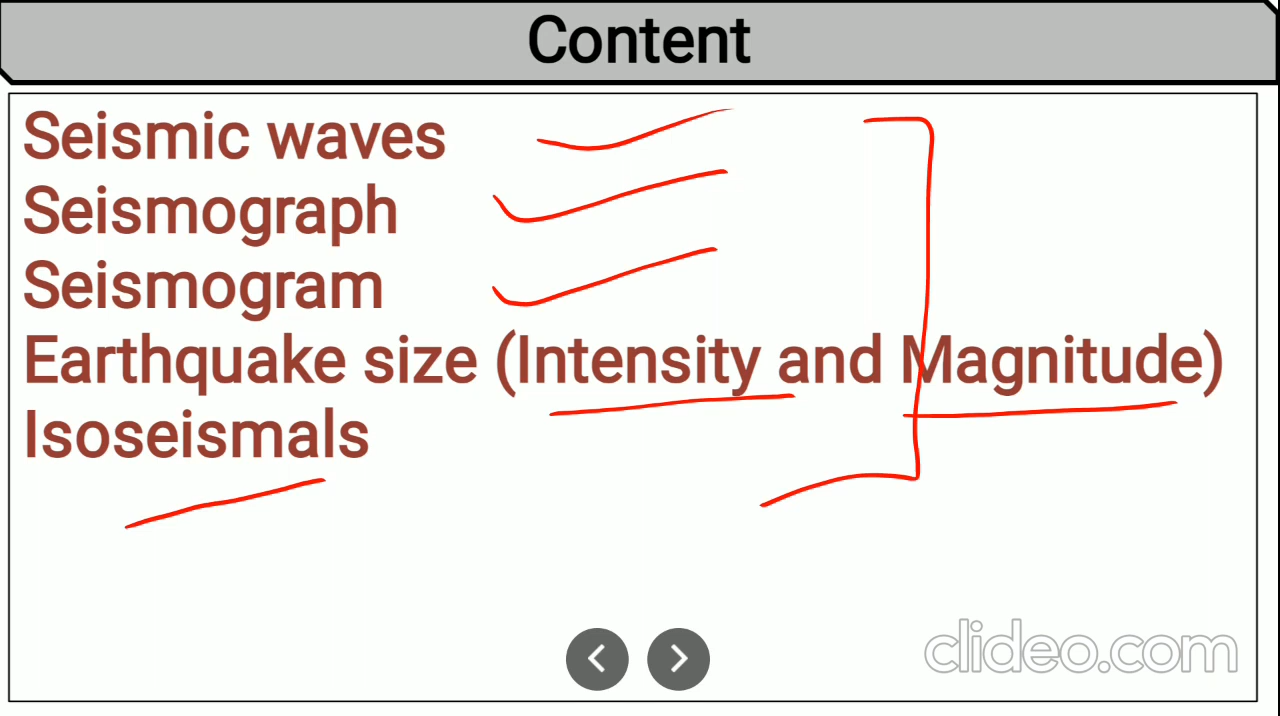 Content
Seismic waves
Seismograph
Seismogram
Earthquake size (Intensity and Magnitude)
Isoseismals
clideo.com